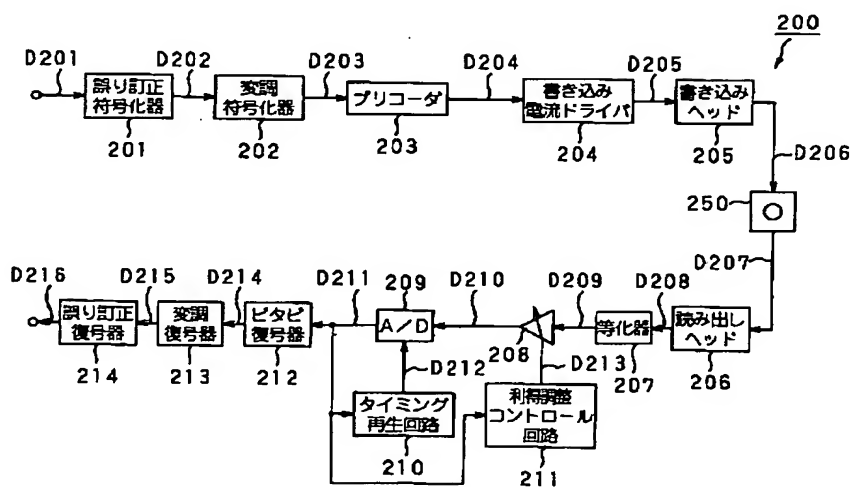 200
D201
D202
D203
D204
D205
誤り訂正
符号化器
変調
符号化器
プリコーダ
書き込み
電流ドライバ
書き込み
ヘッド
201
202
203
204
205
D206
250
D207
D216
D215
D214
D211
209
D210
D209
D208
誤り訂正
復号器
変調
復号器
ビタビ
復号器
A/D
等化器
読み出し
ヘッド
214
213
212
D212
208
D213
207
206
タイミング
再生回路
利得調整
コントロール
回路
210
211